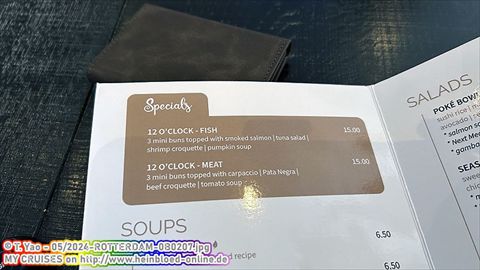 Specials
12 O'CLOCK - FISH 15.00
3 mini buns topped with smoked salmon | tuna salad |
shrimp croquette | pumpkin soup
12 O'CLOCK - MEAT 15.00
3 mini buns topped with carpaccio | Pata Negra |
beef croquette | tomato soup
SOUPS
6.50
recipe
6.50
SALADS
POKÉ BOW
sushi rice |
avocado |
* salmon
* Next Me
* gamba
SEAS
sweet
chic
© T. Yao - 05/2024-ROTTERDAM-080207.jpg
MY CRUISES on http://www.heinbloed-online.de